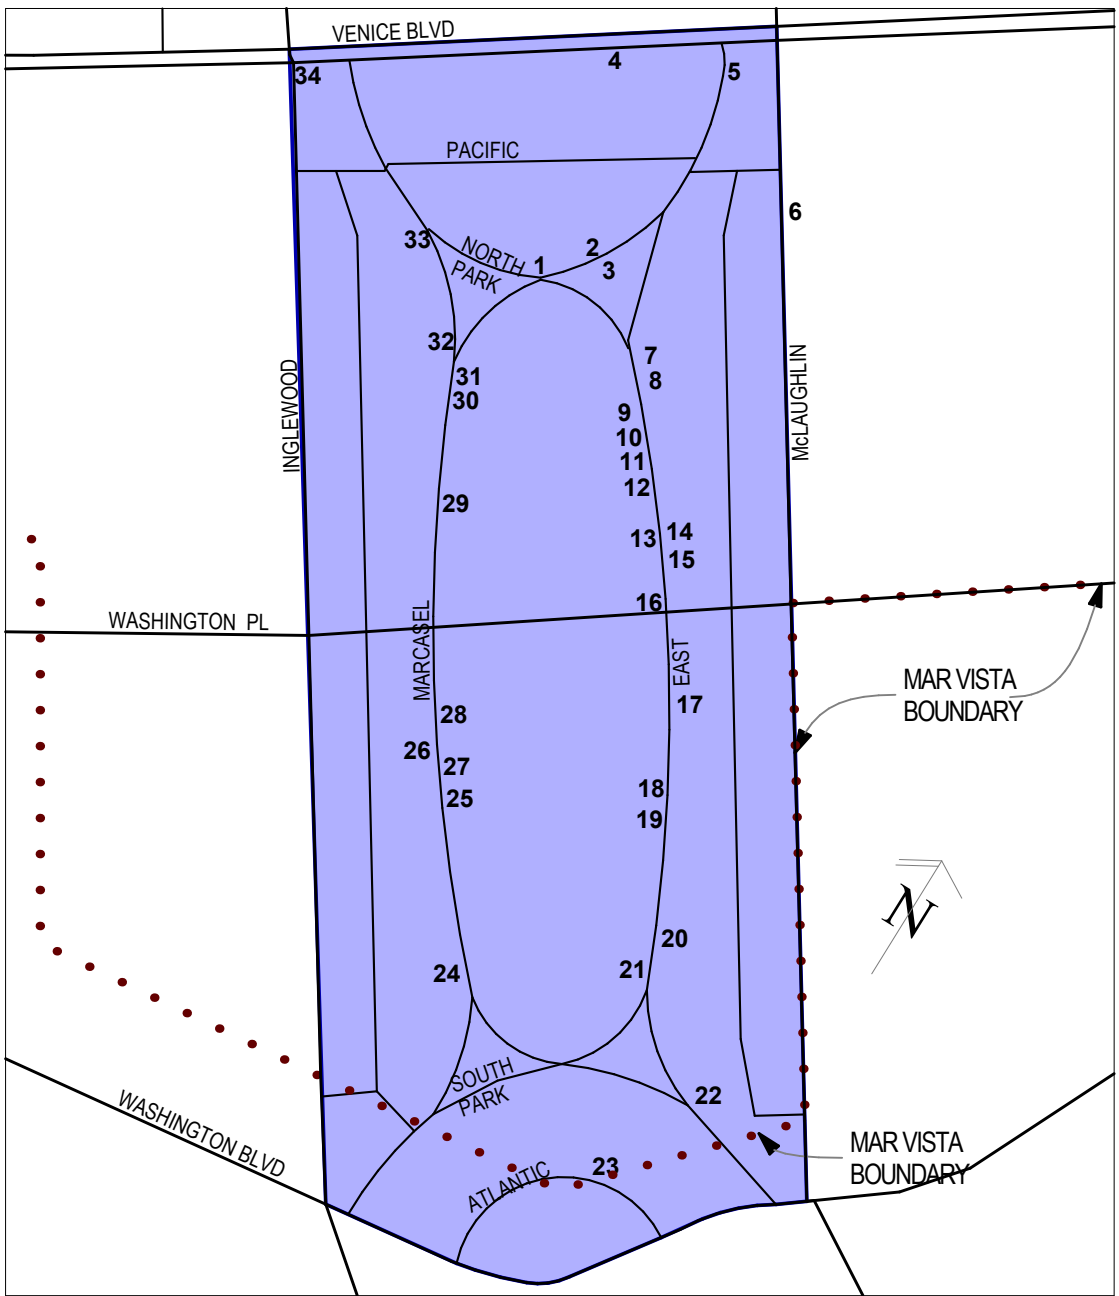 VENICE BLVD
4
34
5
PACIFIC
6
33
NORTH
PARK
1
2
3
32
7
31
8
30
9
10
11
12
INGLEWOOD
McLAUGHLIN
29
13
14
15
16
WASHINGTON PL
MARCASEL
EAST
17
28
26
27
25
18
19
MAR VISTA
BOUNDARY
N
20
21
24
SOUTH
PARK
22
WASHINGTON BLVD
ATLANTIC
23
MAR VISTA
BOUNDARY